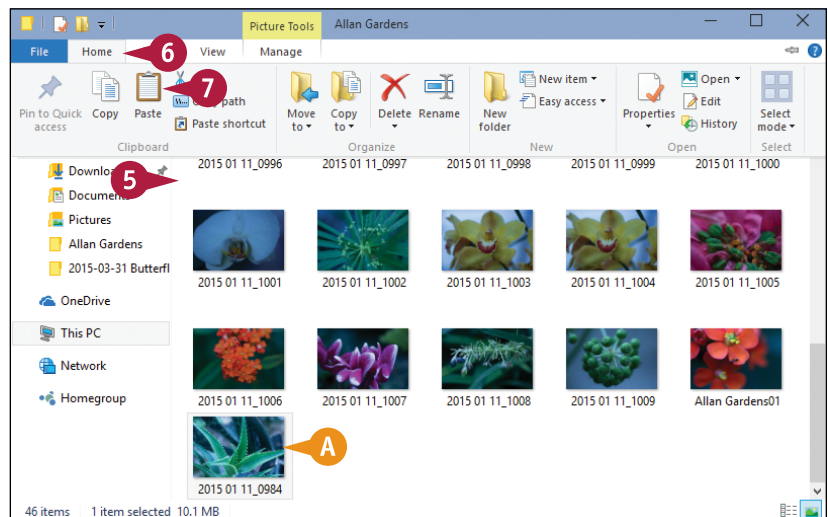 Picture Tools Allan Gardens
File Home View Manage
6
7
Pin to Quick access
Copy
Paste
path
Paste shortcut
Clipboard
Move to
Copy to
Delete
Rename
Organize
New folder
New item
Easy access
New
Properties
Open
Edit
History
Open
Select mode
Select
5
Documents
Pictures
Allan Gardens
2015-03-31 Butterfl
OneDrive
This PC
Network
Homegroup
2015 01 11_0996 2015 01 11_0997 2015 01 11_0998 2015 01 11_0999 2015 01 11_1000
2015 01 11_1001 2015 01 11_1002 2015 01 11_1003 2015 01 11_1004 2015 01 11_1005
2015 01 11_1006 2015 01 11_1007 2015 01 11_1008 2015 01 11_1009 Allan Gardens01
A
2015 01 11_0984
46 items 1 item selected 10.1 MB